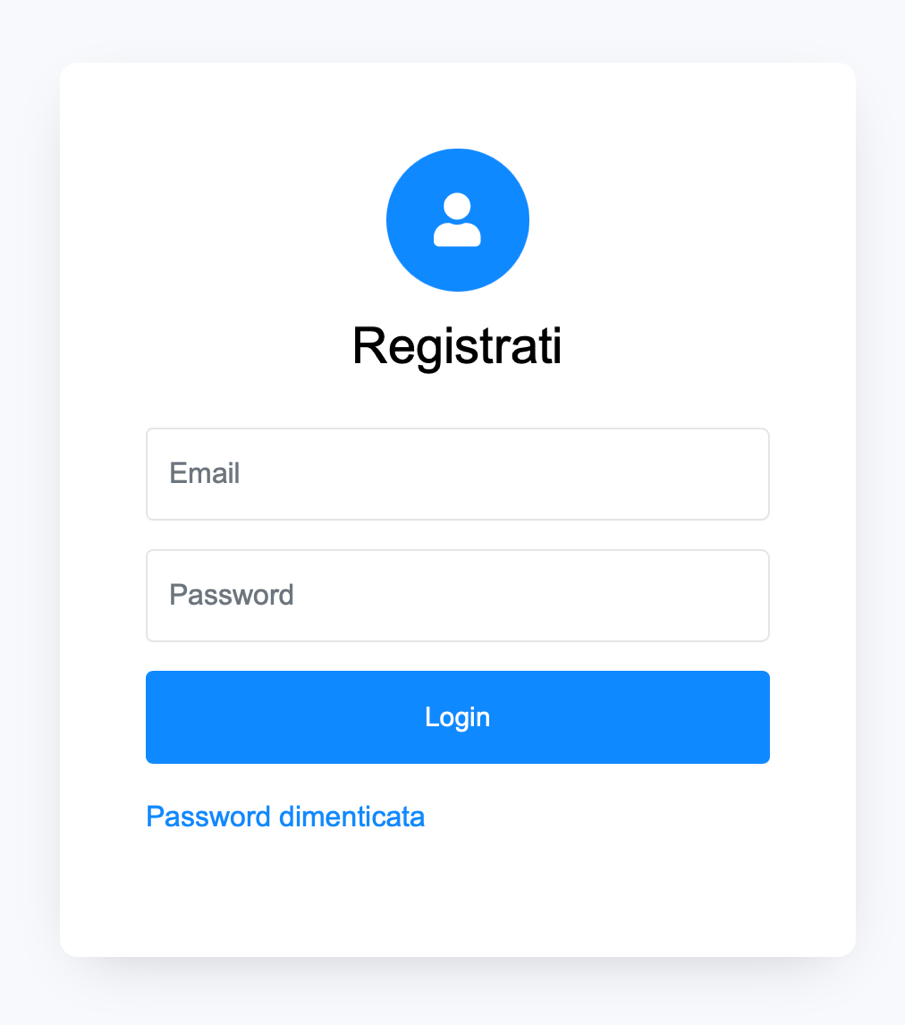 Registrati
Email
Password
Login
Password dimenticata